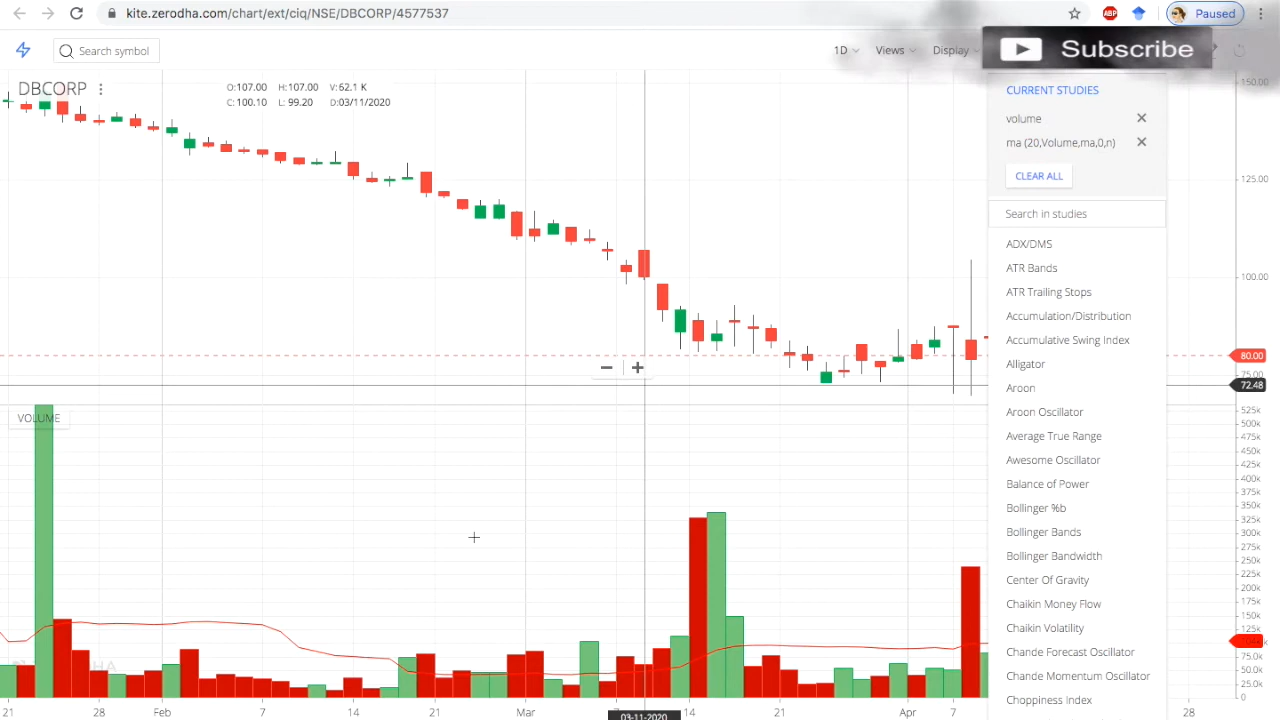 kite.zerodha.com/chart/ext/ciq/NSE/DBCORP/4577537
ABP
Paused
Search symbol
1D
Views
Display
Subscribe
DBCORP
O:107.00 H:107.00 V:62.1 K
C:100.10 L: 99.20 D:03/11/2020
CURRENT STUDIES
volume
ma (20,Volume,ma,0,n)
CLEAR ALL
Search in studies
ADX/DMS
ATR Bands
ATR Trailing Stops
Accumulation/Distribution
Accumulative Swing Index
Alligator
Aroon
Aroon Oscillator
Average True Range
Awesome Oscillator
Balance of Power
Bollinger %b
Bollinger Bands
Bollinger Bandwidth
Center Of Gravity
Chaikin Money Flow
Chaikin Volatility
Chande Forecast Oscillator
Chande Momentum Oscillator
Choppiness Index
150.00
125.00
100.00
80.00
75.00
72.48
VOLUME
525k
500k
475k
450k
425k
400k
375k
350k
325k
300k
275k
250k
225k
200k
175k
150k
125k
75.0k
50.0k
25.0k
0
21
28
Feb
7
14
21
Mar
7
03-11-2020
14
21
Apr
7
28